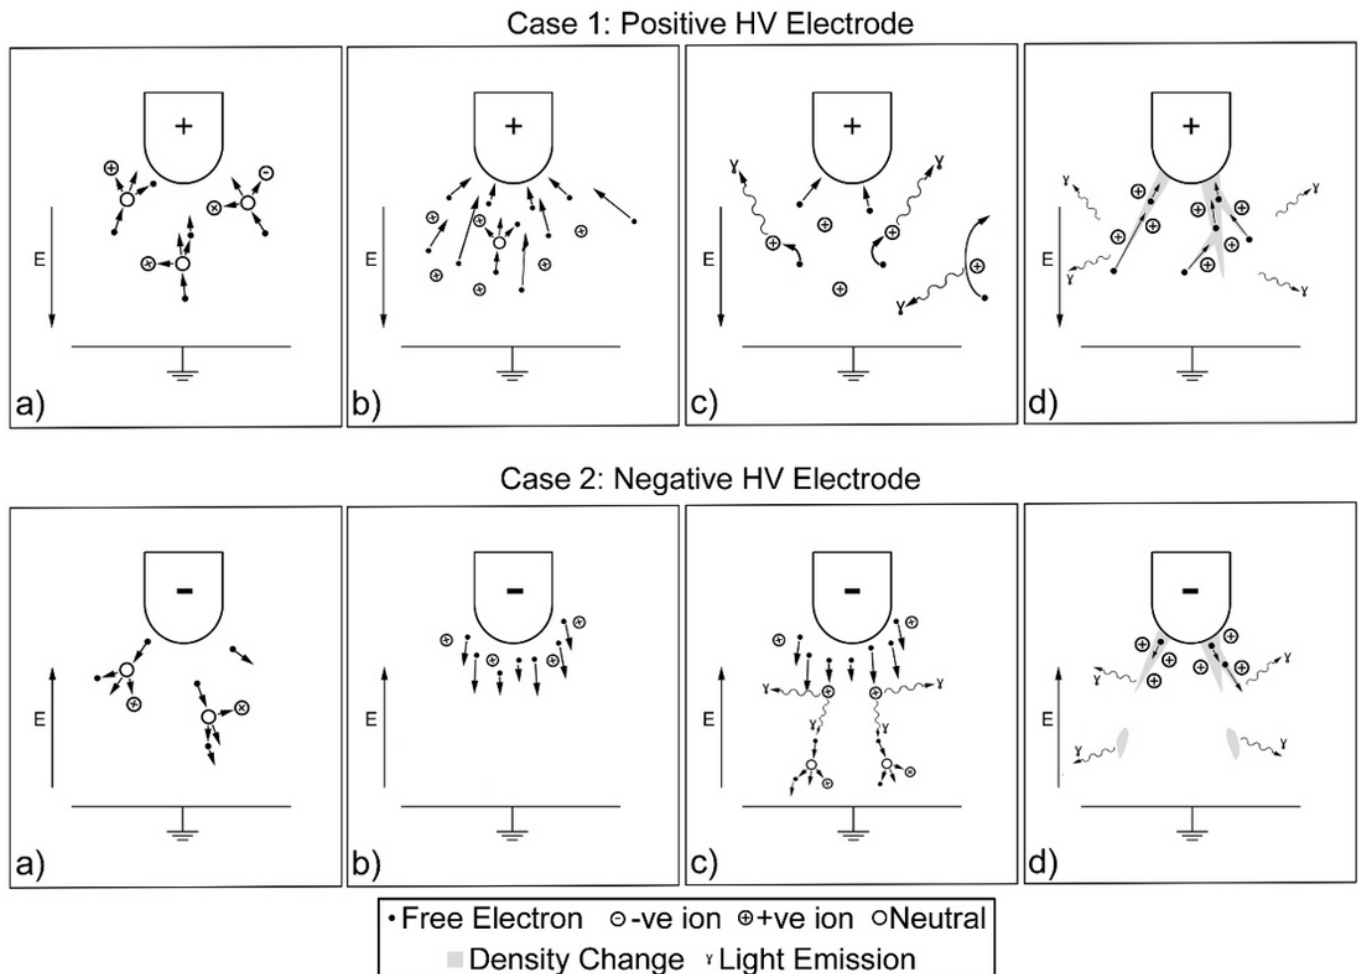 Case 1: Positive HV Electrode
+
E
a)
+
E
b)
+
γ
γ
E
γ
c)
+
γ
γ
E
γ
γ
d)
Case 2: Negative HV Electrode
-
E
a)
-
E
b)
-
γ
γ
γ
γ
E
c)
-
γ
γ
E
γ
γ
d)
• Free Electron ⊖ -ve ion ⊕ +ve ion ○ Neutral
Density Change γ Light Emission